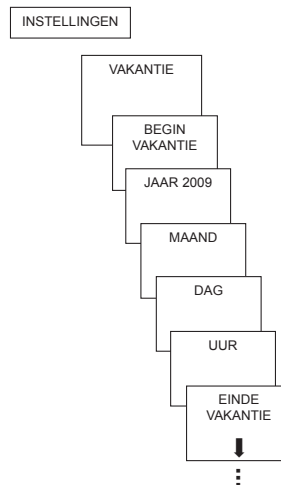 INSTELLINGEN
VAKANTIE
BEGIN
VAKANTIE
JAAR 2009
MAAND
DAG
UUR
EINDE
VAKANTIE